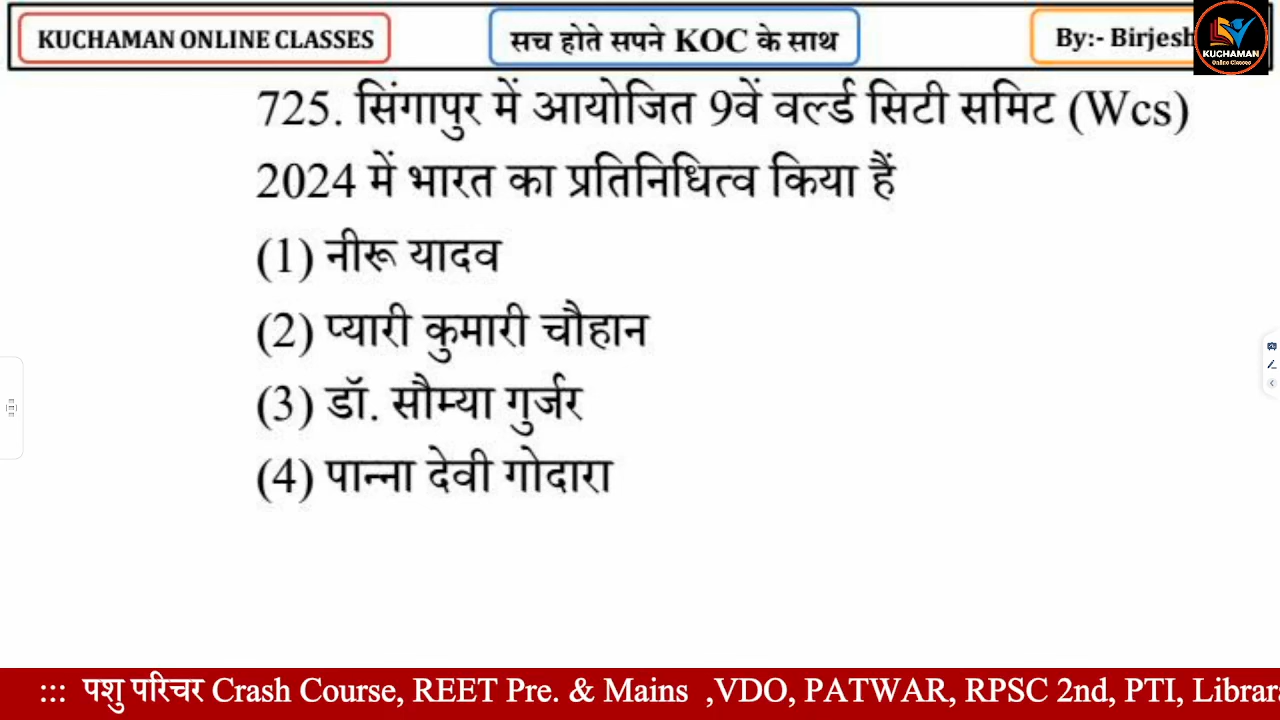 KUCHAMAN ONLINE CLASSES
सच होते सपने KOC के साथ
By:- Birjesh
KUCHAMAN
Online Classes
725. सिंगापुर में आयोजित 9वें वर्ल्ड सिटी समिट (Wcs)
2024 में भारत का प्रतिनिधित्व किया हैं
(1) नीरू यादव
(2) प्यारी कुमारी चौहान
(3) डॉ. सौम्या गुर्जर
(4) पान्ना देवी गोदारा
::: पशु परिचर Crash Course, REET Pre. & Mains ,VDO, PATWAR, RPSC 2nd, PTI, Librar